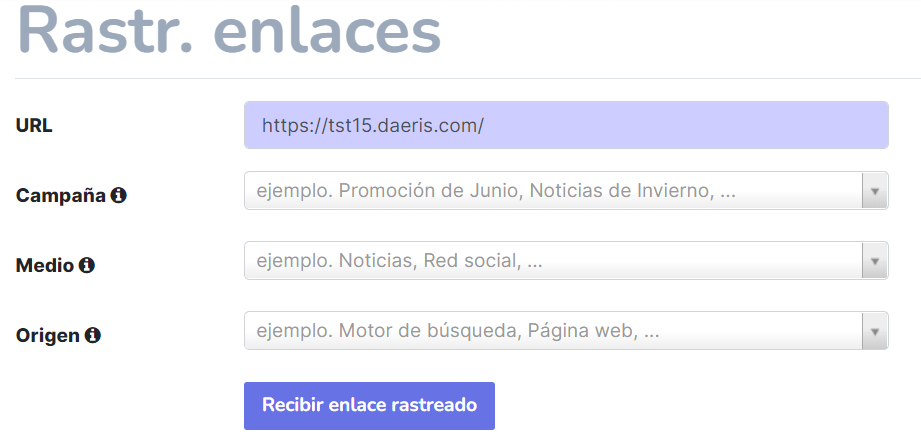 Rastr. enlaces
URL
https://tst15.daeris.com/
Campaña
ejemplo. Promoción de Junio, Noticias de Invierno, ...
Medio
ejemplo. Noticias, Red social, ...
Origen
ejemplo. Motor de búsqueda, Página web, ...
Recibir enlace rastreado